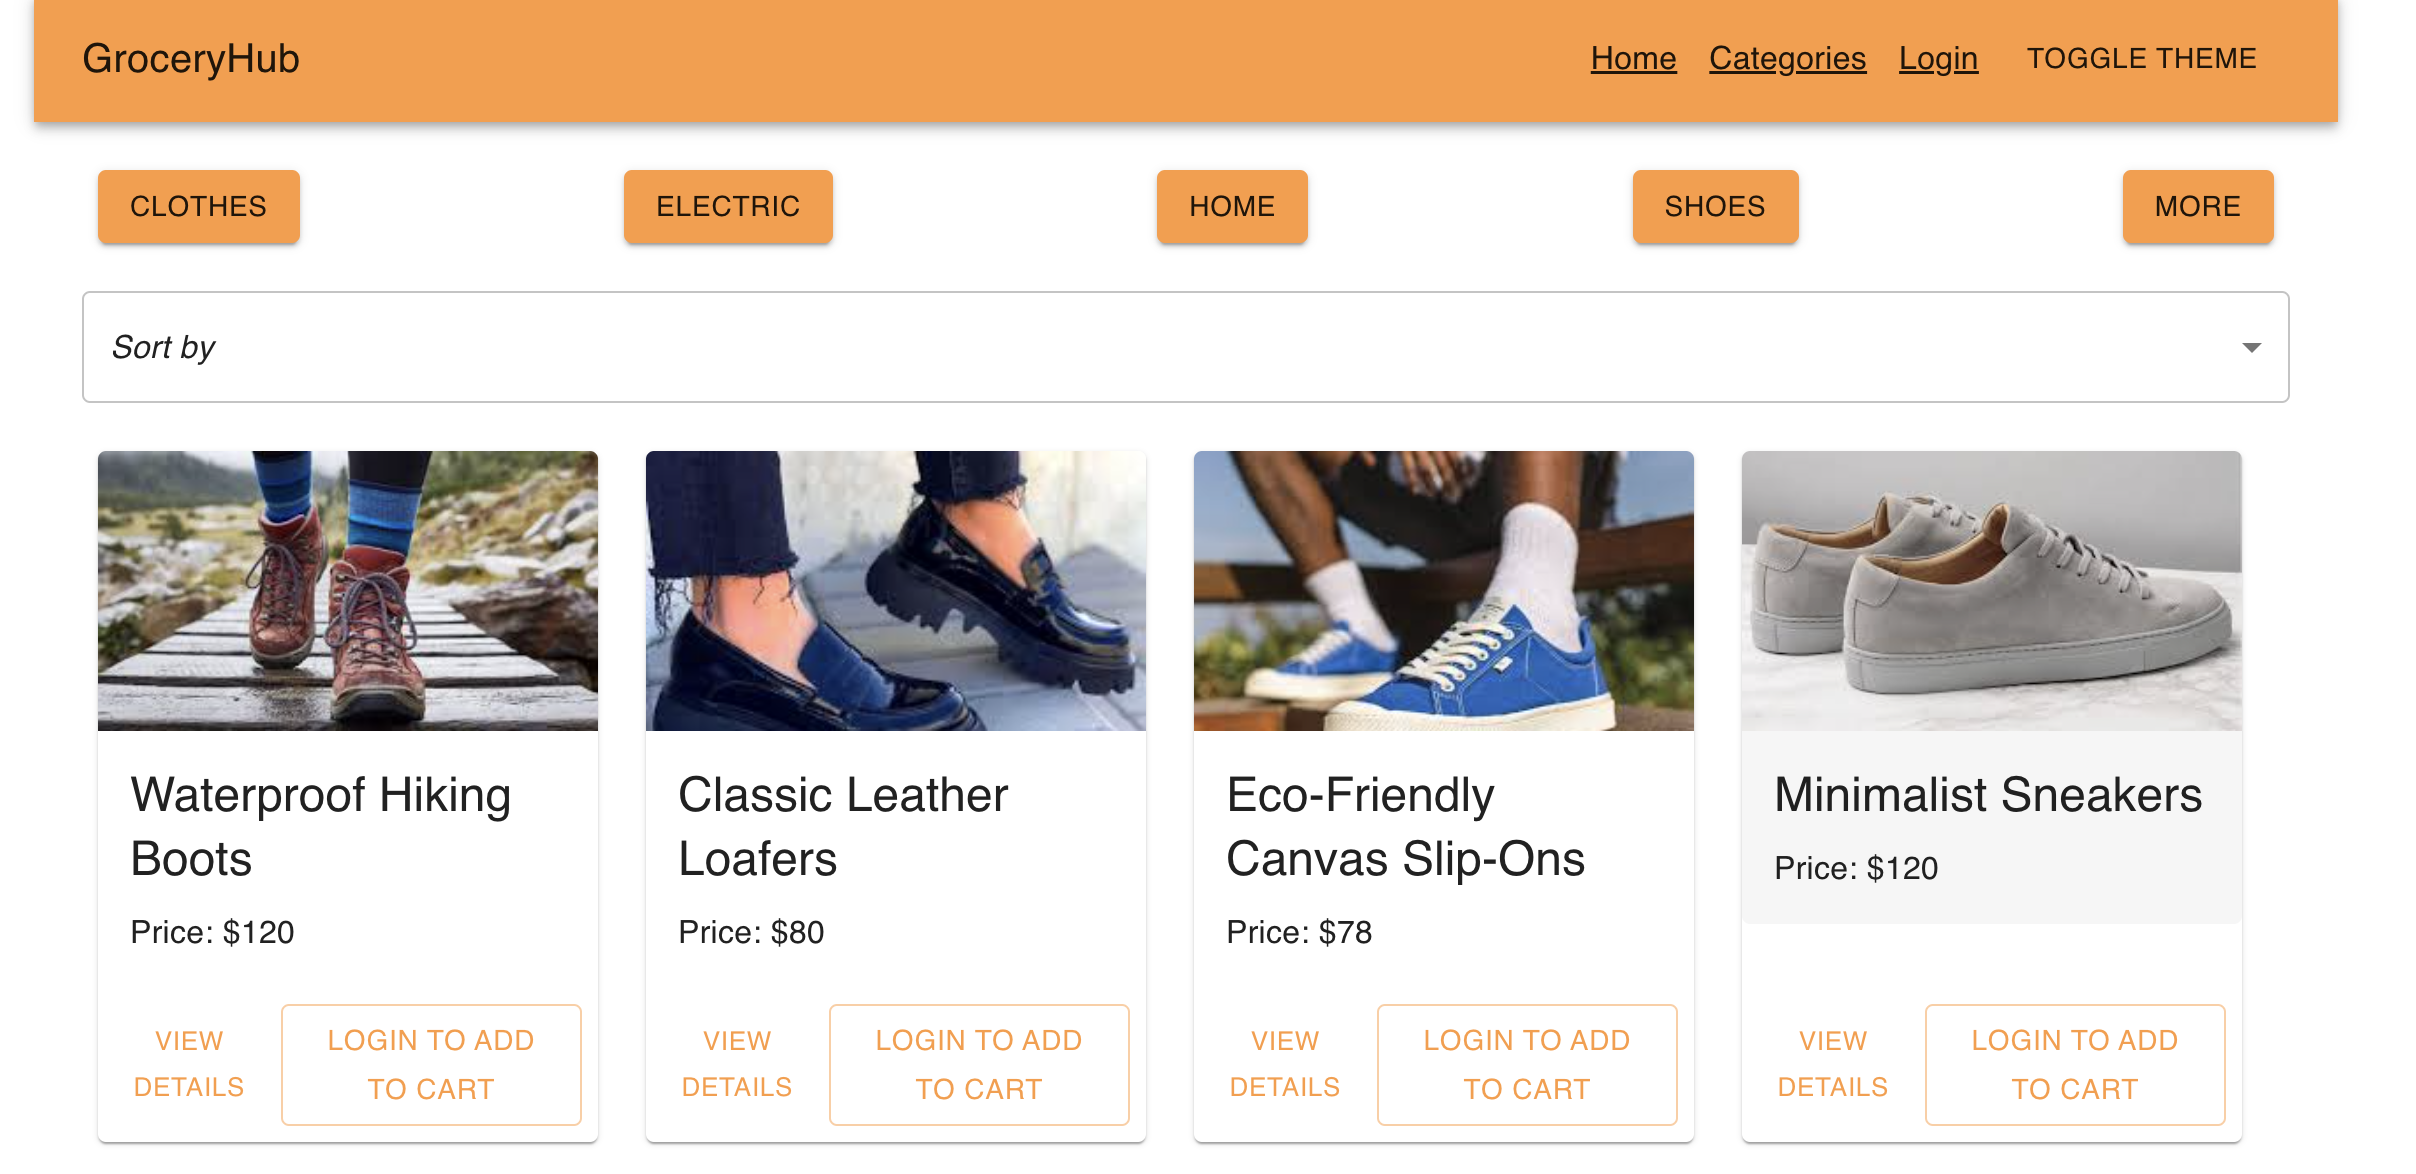 GroceryHub
Home Categories Login TOGGLE THEME
CLOTHES ELECTRIC HOME SHOES MORE
Sort by
Waterproof Hiking
Boots
Price: $120
VIEW
DETAILS
LOGIN TO ADD
TO CART
Classic Leather
Loafers
Price: $80
VIEW
DETAILS
LOGIN TO ADD
TO CART
Eco-Friendly
Canvas Slip-Ons
Price: $78
VIEW
DETAILS
LOGIN TO ADD
TO CART
Minimalist Sneakers
Price: $120
VIEW
DETAILS
LOGIN TO ADD
TO CART